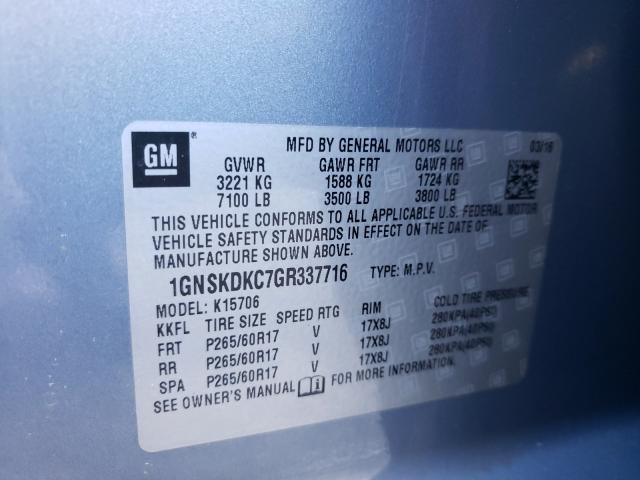 GM ®
MFD BY GENERAL MOTORS LLC 03/16
GVWR GAWR FRT GAWR RR
3221 KG 1588 KG 1724 KG
7100 LB 3500 LB 3800 LB
THIS VEHICLE CONFORMS TO ALL APPLICABLE U.S. FEDERAL MOTOR
VEHICLE SAFETY STANDARDS IN EFFECT ON THE DATE OF
MANUFACTURE SHOWN ABOVE.
1GNSKDKC7GR337716 TYPE: M.P.V.
MODEL: K15706
KKFL TIRE SIZE SPEED RTG RIM COLD TIRE PRESSURE
FRT P265/60R17 V 17X8J 280KPA(40PSI)
RR P265/60R17 V 17X8J 280KPA(40PSI)
SPA P265/60R17 V 17X8J 280KPA(40PSI)
SEE OWNER'S MANUAL FOR MORE INFORMATION.